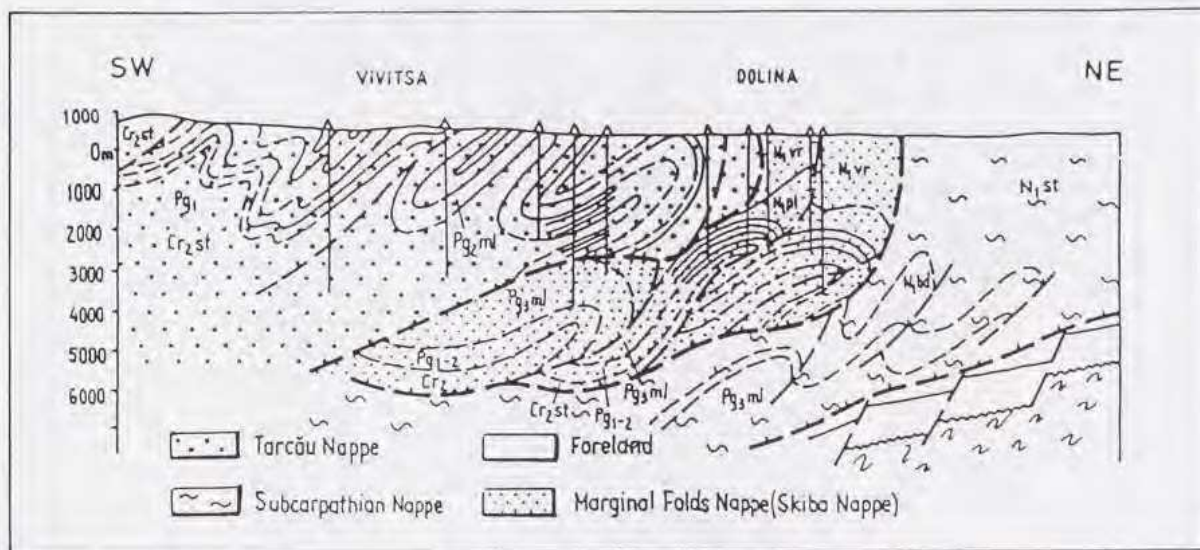 SW
VIVITSA
DOLINA
NE
1000
0m
1000
2000
3000
4000
5000
6000
Cr₂st
Pg₁
Cr₂st
Pg₂ml
Pg₃ml
Pg₁₋₂
Cr₂
Cr₂st
Pg₁₋₂
Pg₃ml
Pg₃ml
N₁vr
N₁pl
N₁vr
N₁bd
N₁st
Tarcău Nappe
Foreland
Subcarpathian Nappe
Marginal Folds Nappe(Skiba Nappe)